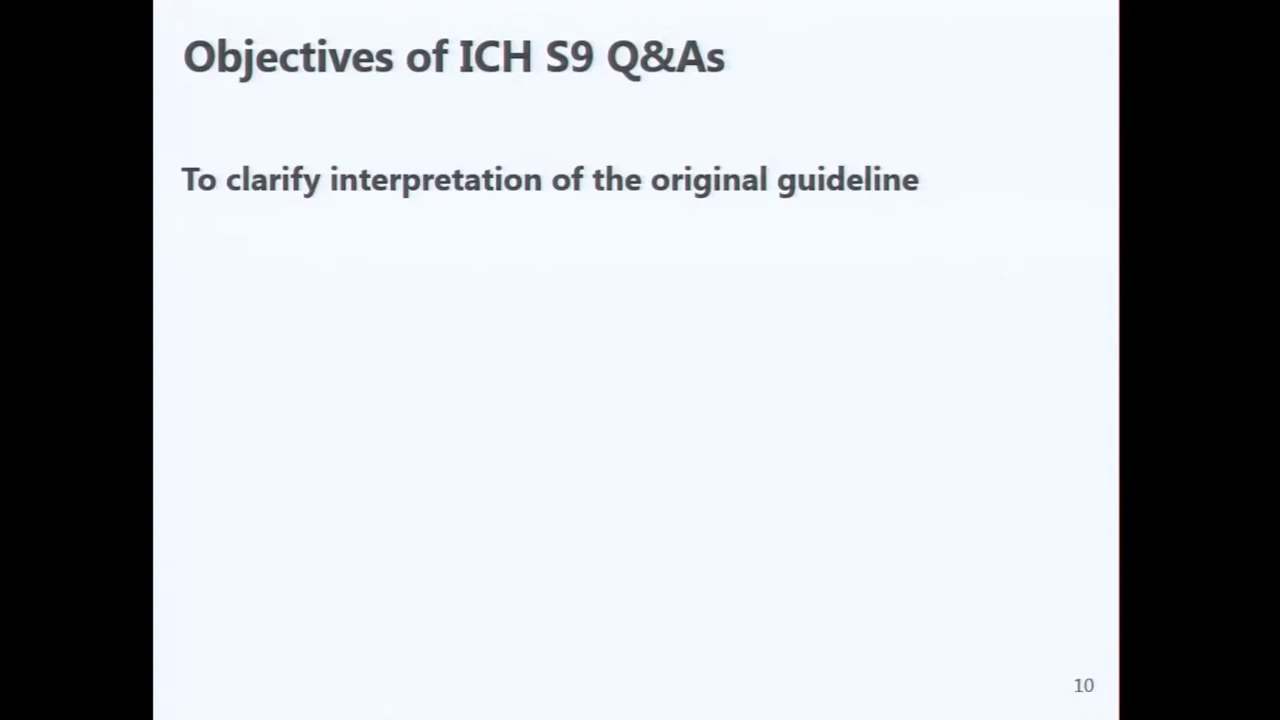 Objectives of ICH S9 Q&As
To clarify interpretation of the original guideline
10